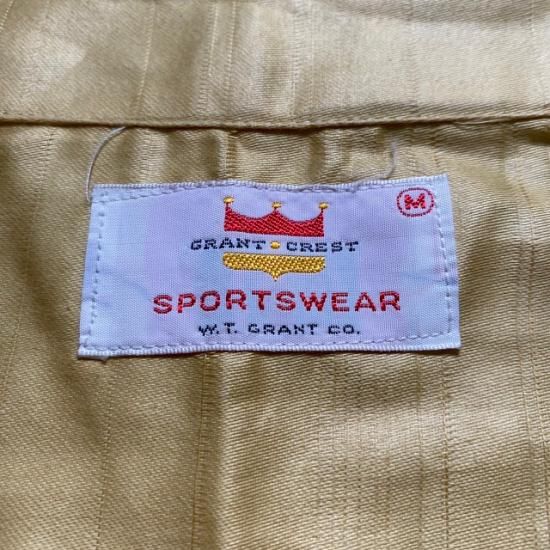 M
GRANT · CREST
SPORTSWEAR
W.T. GRANT CO.